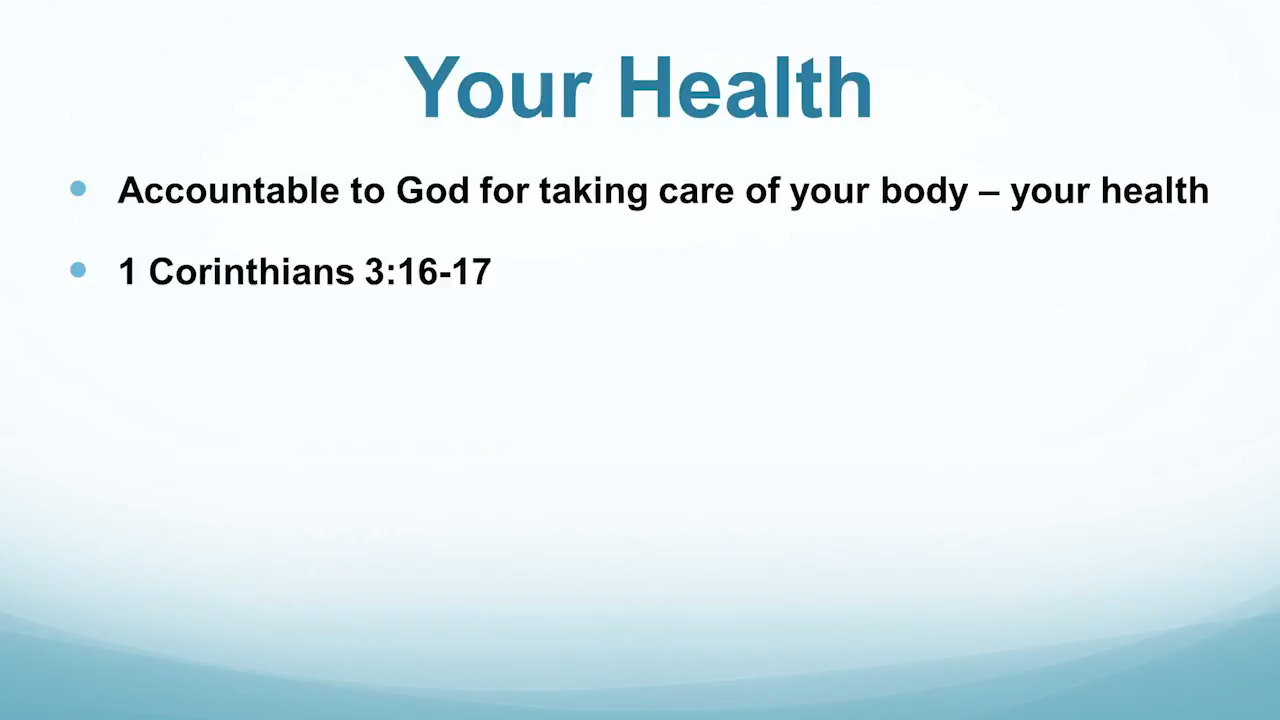 Your Health
Accountable to God for taking care of your body – your health
1 Corinthians 3:16-17